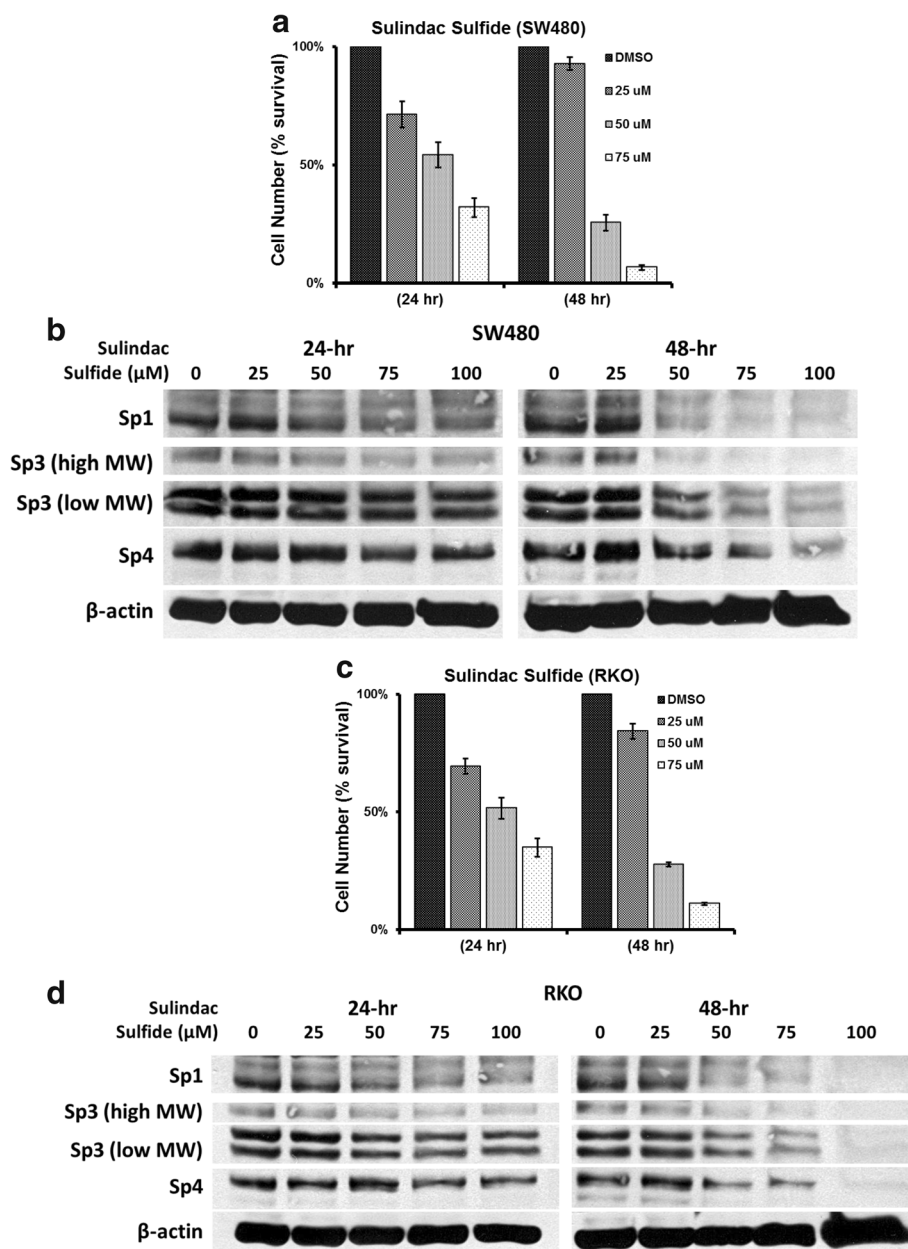 a
Sulindac Sulfide (SW480)
Cell Number (% survival)
100%
50%
0%
DMSO
25 uM
50 uM
75 uM
(24 hr) (48 hr)
b
SW480
Sulindac 24-hr 48-hr
Sulfide (μM) 0 25 50 75 100 0 25 50 75 100
Sp1
Sp3 (high MW)
Sp3 (low MW)
Sp4
β-actin
c
Sulindac Sulfide (RKO)
Cell Number (% survival)
100%
50%
0%
DMSO
25 uM
50 uM
75 uM
(24 hr) (48 hr)
d
RKO
Sulindac 24-hr 48-hr
Sulfide (μM) 0 25 50 75 100 0 25 50 75 100
Sp1
Sp3 (high MW)
Sp3 (low MW)
Sp4
β-actin